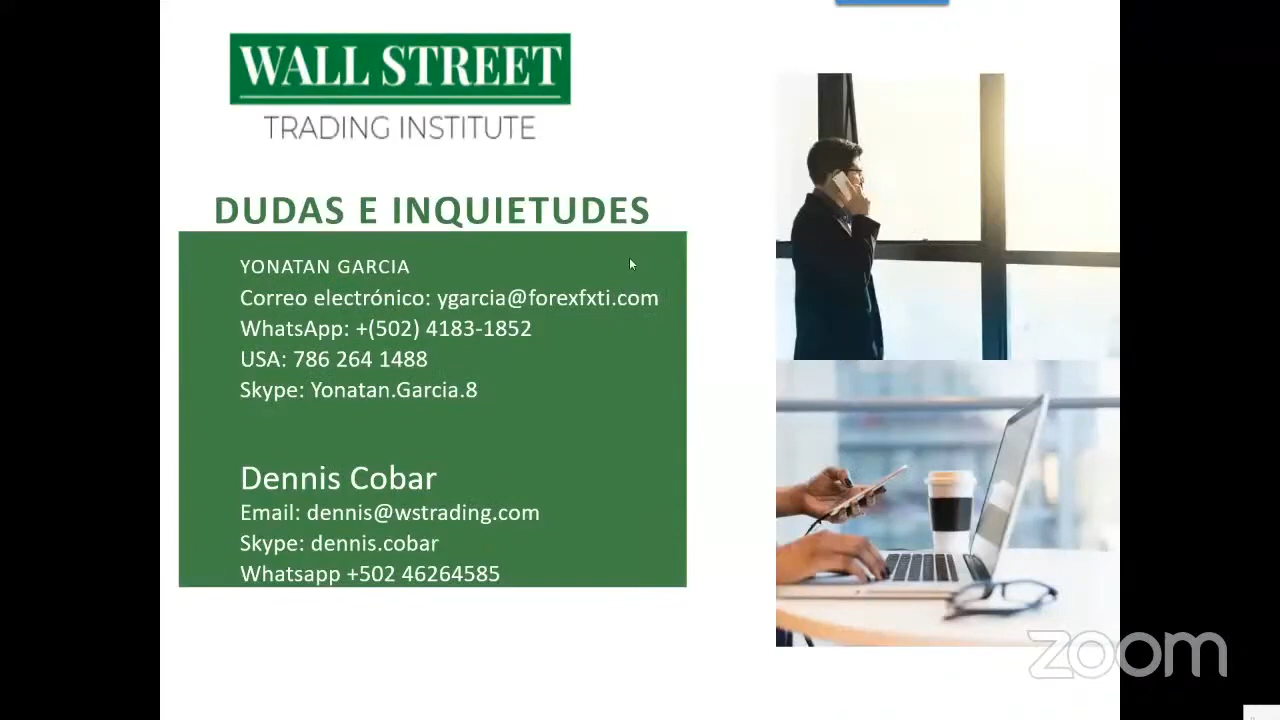 WALL STREET
TRADING INSTITUTE
DUDAS E INQUIETUDES
YONATAN GARCIA
Correo electrónico: ygarcia@forexfxti.com
WhatsApp: +(502) 4183-1852
USA: 786 264 1488
Skype: Yonatan.Garcia.8
Dennis Cobar
Email: dennis@wstrading.com
Skype: dennis.cobar
Whatsapp +502 46264585
zoom